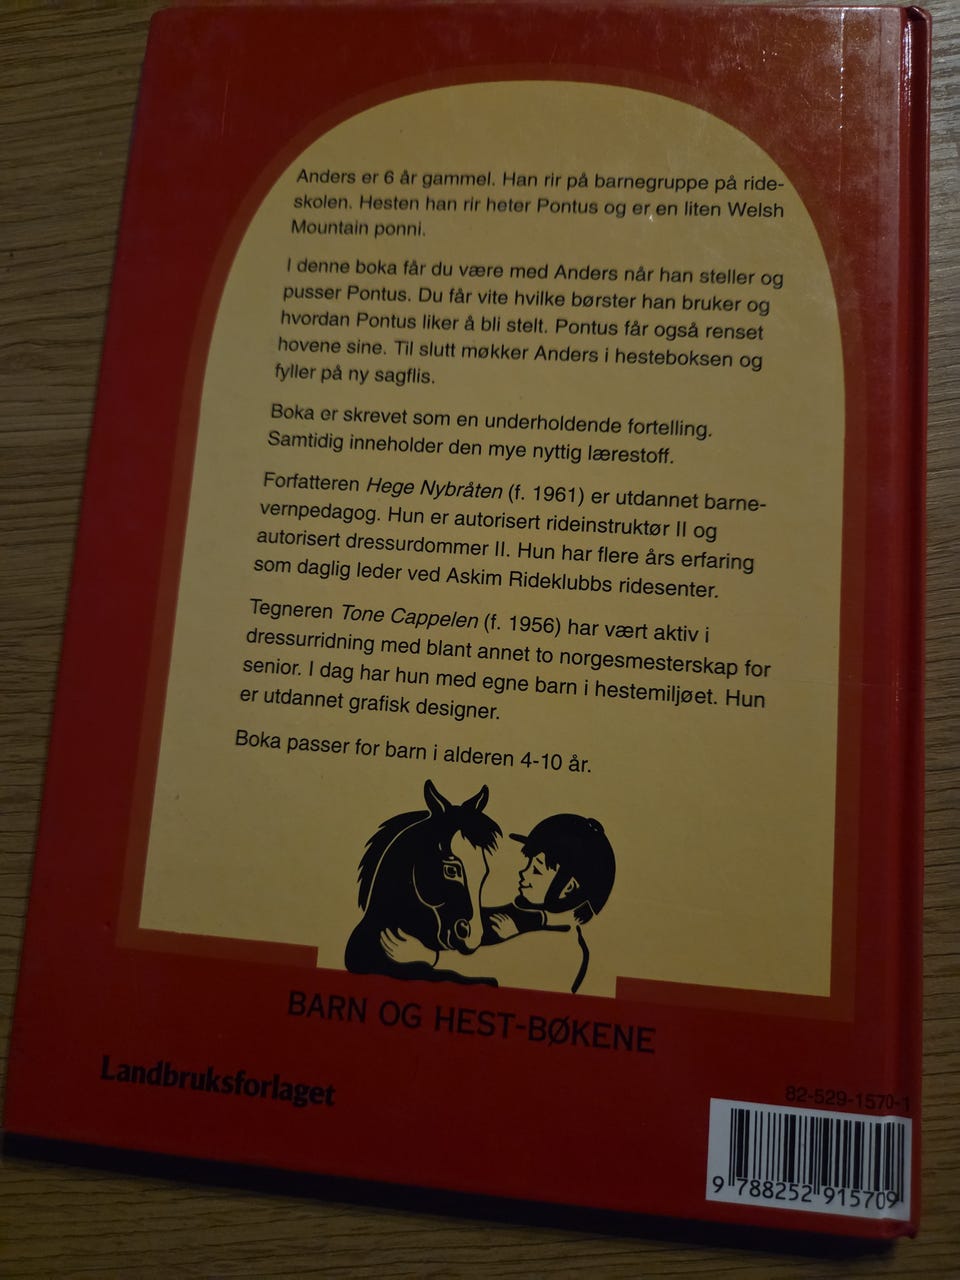 Anders er 6 år gammel. Han rir på barnegruppe på ride-
skolen. Hesten han rir heter Pontus og er en liten Welsh
Mountain ponni.
I denne boka får du være med Anders når han steller og
pusser Pontus. Du får vite hvilke børster han bruker og
hvordan Pontus liker å bli stelt. Pontus får også renset
hovene sine. Til slutt møkker Anders i hesteboksen og
fyller på ny sagflis.
Boka er skrevet som en underholdende fortelling.
Samtidig inneholder den mye nyttig lærestoff.
Forfatteren Hege Nybråten (f. 1961) er utdannet barne-
vernpedagog. Hun er autorisert rideinstruktør II og
autorisert dressurdommer II. Hun har flere års erfaring
som daglig leder ved Askim Rideklubbs ridesenter.
Tegneren Tone Cappelen (f. 1956) har vært aktiv i
dressurridning med blant annet to norgesmesterskap for
senior. I dag har hun med egne barn i hestemiljøet. Hun
er utdannet grafisk designer.
Boka passer for barn i alderen 4-10 år.
BARN OG HEST-BØKENE
Landbruksforlaget
82-529-1570-1
9 788252 915709